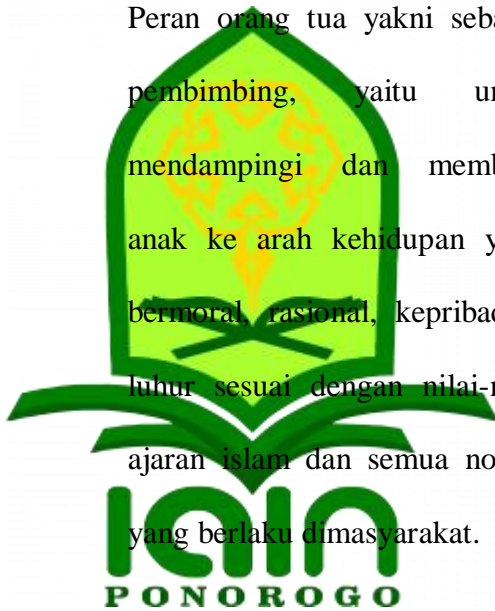 Peran orang tua yakni seba
pembimbing, yaitu un
mendampingi dan memb
anak ke arah kehidupan y
bermoral, rasional, kepribad
luhur sesuai dengan nilai-n
ajaran islam dan semua no
yang berlaku dimasyarakat.
IAIN
PONOROGO